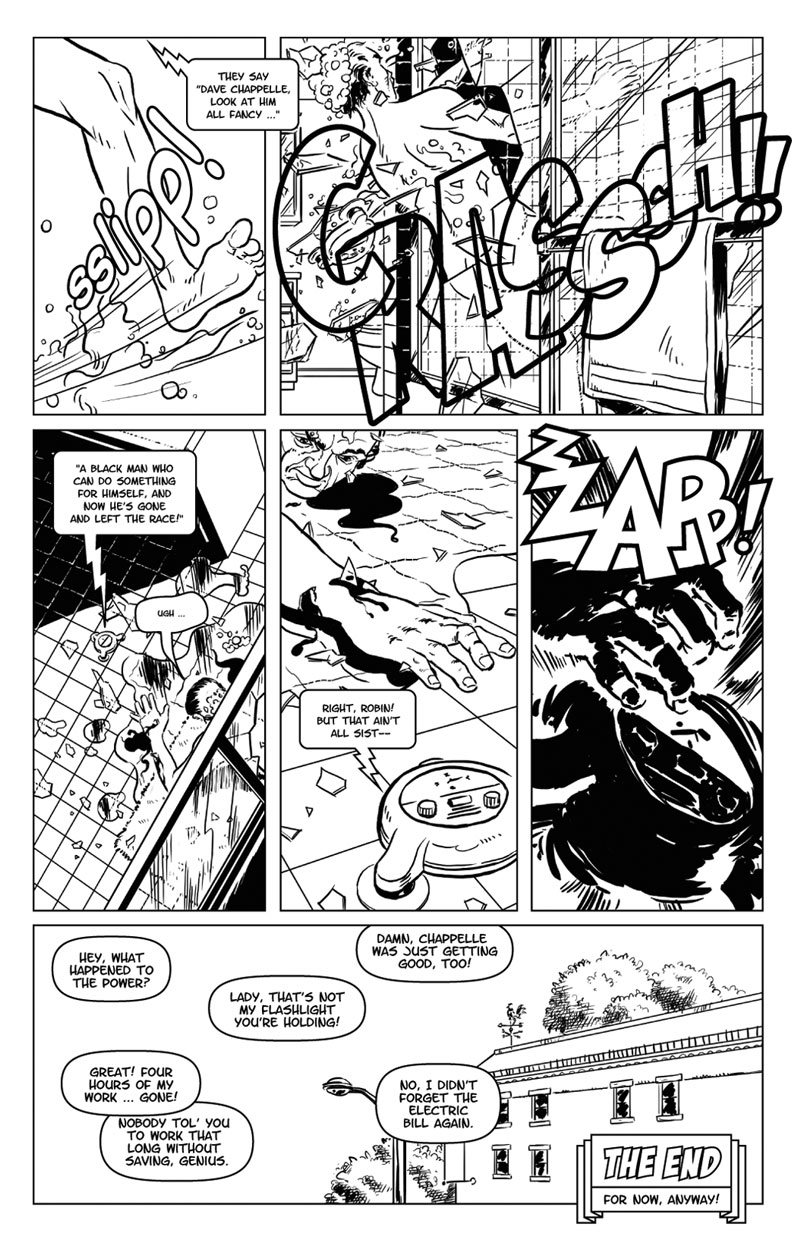 THEY SAY
"DAVE CHAPPELLE,
LOOK AT HIM
ALL FANCY ..."
SSLIPP!
CRASSSH!!
"A BLACK MAN WHO
CAN DO SOMETHING
FOR HIMSELF, AND
NOW HE'S GONE
AND LEFT THE RACE!"
UGH ...
RIGHT, ROBIN!
BUT THAT AIN'T
ALL SIST--
ZZZAPP!
HEY, WHAT
HAPPENED TO
THE POWER?
DAMN, CHAPPELLE
WAS JUST GETTING
GOOD, TOO!
LADY, THAT'S NOT
MY FLASHLIGHT
YOU'RE HOLDING!
GREAT! FOUR
HOURS OF MY
WORK ... GONE!
NOBODY TOL' YOU
TO WORK THAT
LONG WITHOUT
SAVING, GENIUS.
NO, I DIDN'T
FORGET THE
ELECTRIC
BILL AGAIN.
THE END
FOR NOW, ANYWAY!